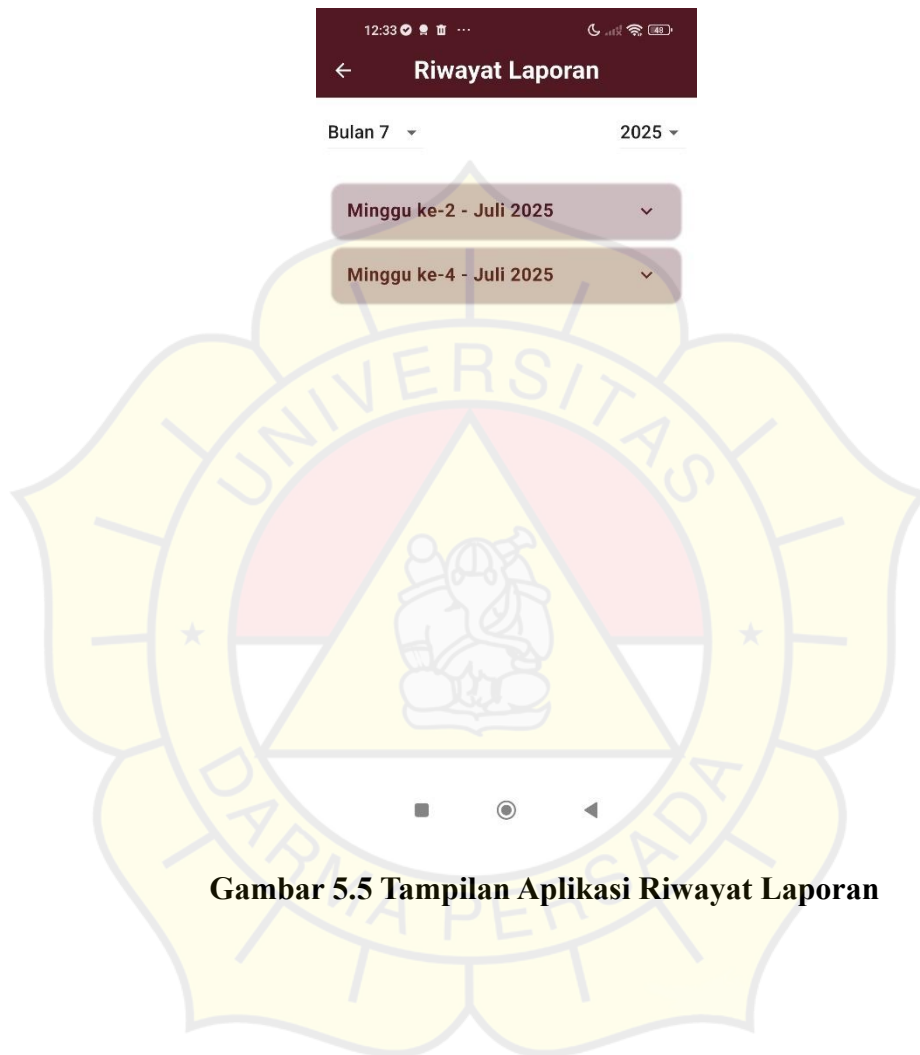 12:33
48
Riwayat Laporan
Bulan 7
2025
Minggu ke-2 - Juli 2025
Minggu ke-4 - Juli 2025
UNIVERSITAS
DARMA PERSADA
Gambar 5.5 Tampilan Aplikasi Riwayat Laporan